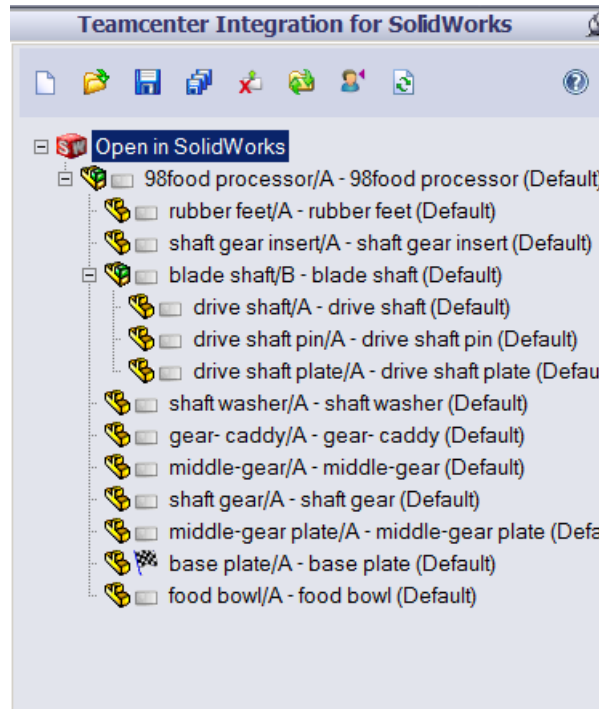 Teamcenter Integration for SolidWorks
Open in SolidWorks
98food processor/A - 98food processor (Default)
rubber feet/A - rubber feet (Default)
shaft gear insert/A - shaft gear insert (Default)
blade shaft/B - blade shaft (Default)
drive shaft/A - drive shaft (Default)
drive shaft pin/A - drive shaft pin (Default)
drive shaft plate/A - drive shaft plate (Defau
shaft washer/A - shaft washer (Default)
gear- caddy/A - gear- caddy (Default)
middle-gear/A - middle-gear (Default)
shaft gear/A - shaft gear (Default)
middle-gear plate/A - middle-gear plate (Defa
base plate/A - base plate (Default)
food bowl/A - food bowl (Default)